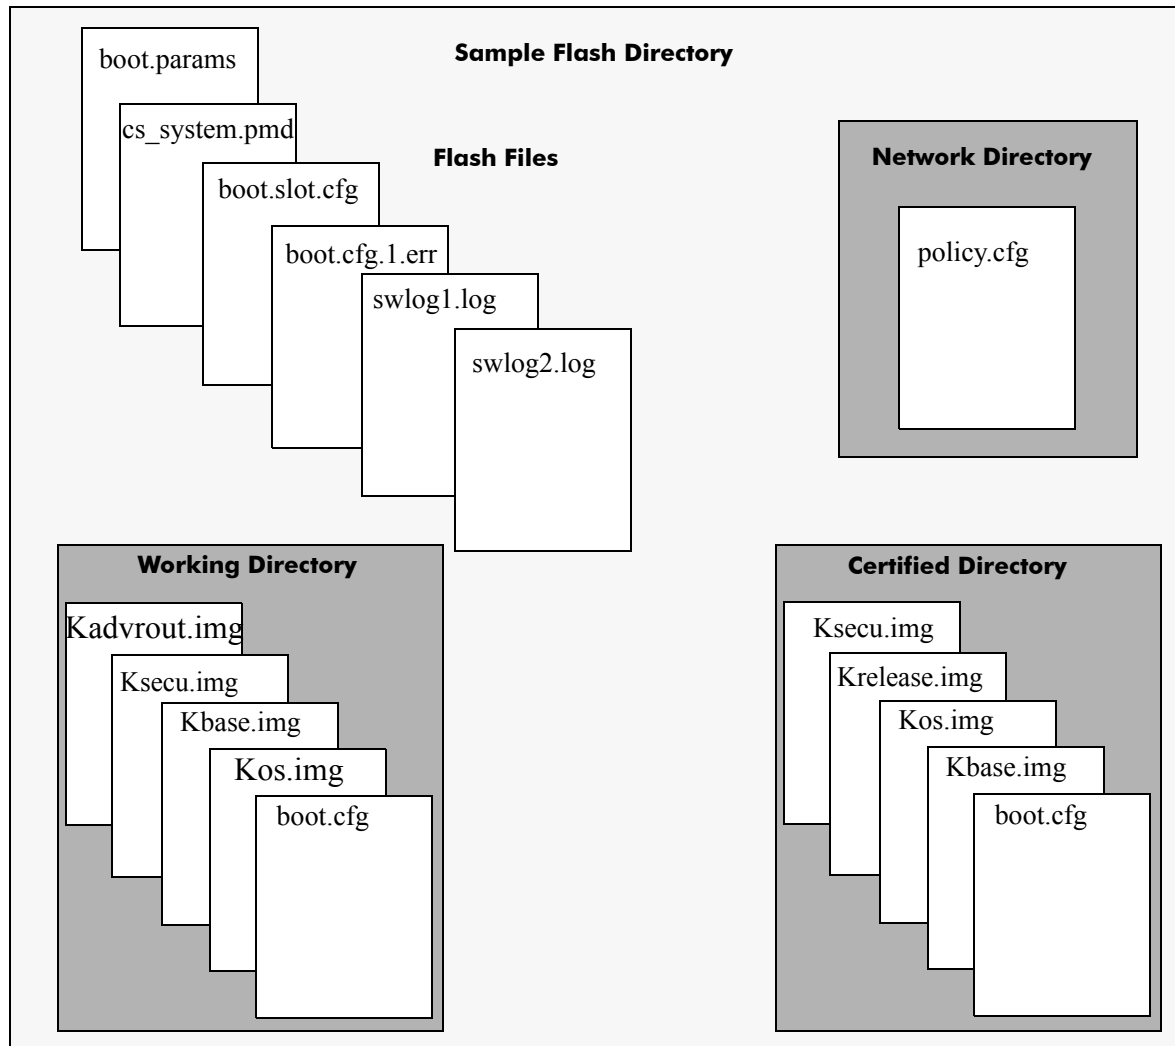 Sample Flash Directory
boot.params
cs_system.pmd
Flash Files
boot.slot.cfg
boot.cfg.1.err
swlog1.log
swlog2.log
Network Directory
policy.cfg
Working Directory
Kadvrout.img
Ksecu.img
Kbase.img
Kos.img
boot.cfg
Certified Directory
Ksecu.img
Krelease.img
Kos.img
Kbase.img
boot.cfg